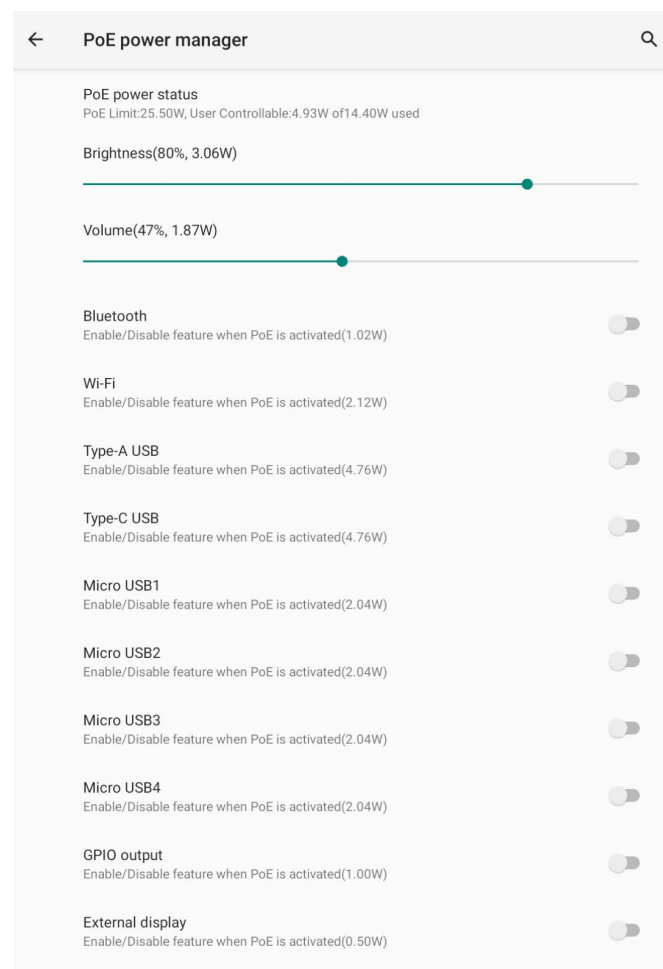 PoE power manager
PoE power status
PoE Limit:25.50W, User Controllable:4.93W of14.40W used
Brightness(80%, 3.06W)
Volume(47%, 1.87W)
Bluetooth
Enable/Disable feature when PoE is activated(1.02W)
Wi-Fi
Enable/Disable feature when PoE is activated(2.12W)
Type-A USB
Enable/Disable feature when PoE is activated(4.76W)
Type-C USB
Enable/Disable feature when PoE is activated(4.76W)
Micro USB1
Enable/Disable feature when PoE is activated(2.04W)
Micro USB2
Enable/Disable feature when PoE is activated(2.04W)
Micro USB3
Enable/Disable feature when PoE is activated(2.04W)
Micro USB4
Enable/Disable feature when PoE is activated(2.04W)
GPIO output
Enable/Disable feature when PoE is activated(1.00W)
External display
Enable/Disable feature when PoE is activated(0.50W)